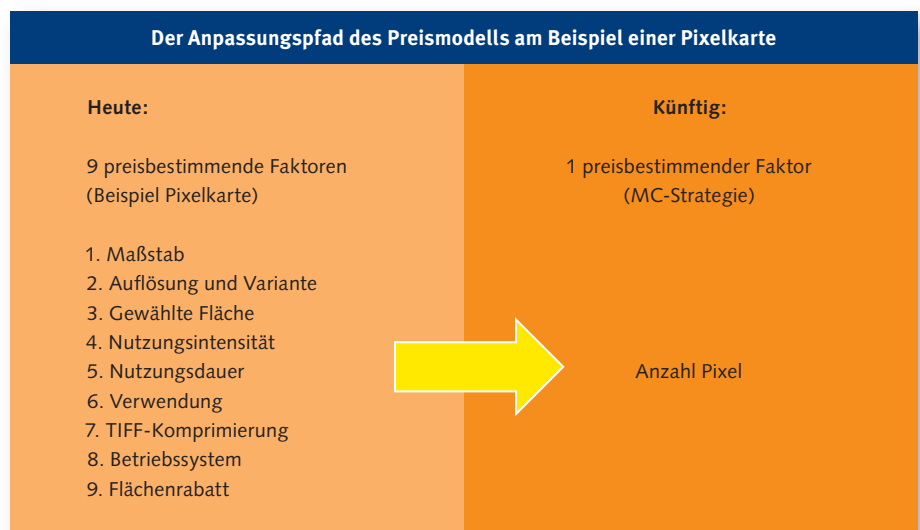 Der Anpassungspfad des Preismodells am Beispiel einer Pixelkarte
Heute:
9 preisbestimmende Faktoren
(Beispiel Pixelkarte)
1. Maßstab
2. Auflösung und Variante
3. Gewählte Fläche
4. Nutzungsintensität
5. Nutzungsdauer
6. Verwendung
7. TIFF-Komprimierung
8. Betriebssystem
9. Flächenrabatt
Künftig:
1 preisbestimmender Faktor
(MC-Strategie)
Anzahl Pixel